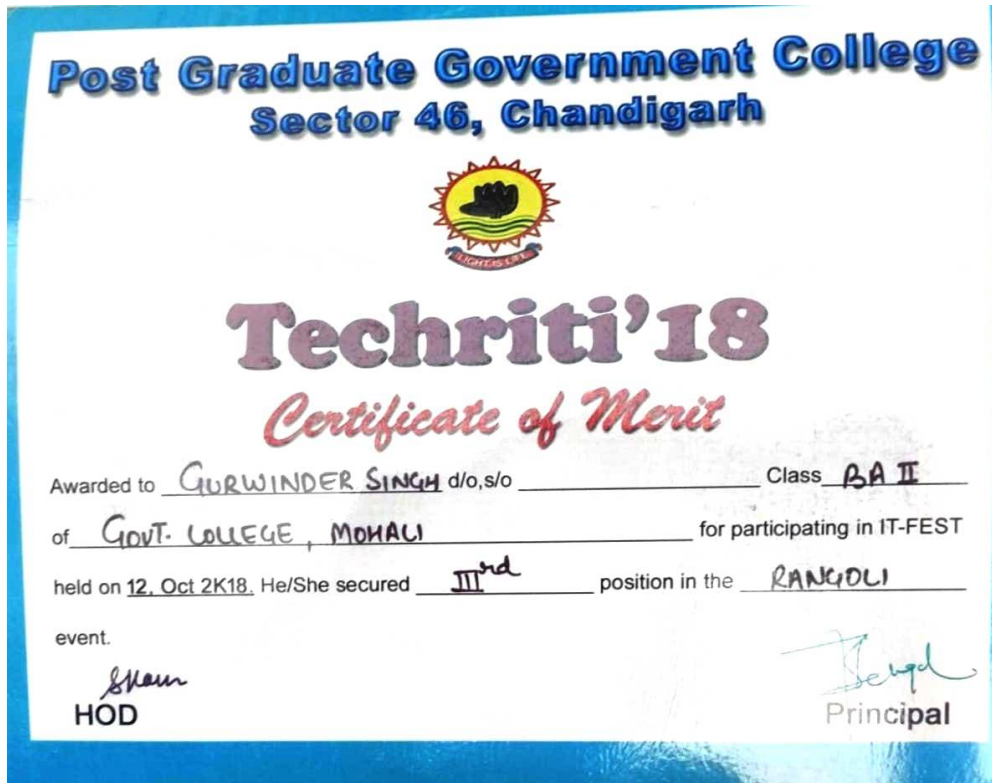 Post Graduate Government College
Sector 46, Chandigarh
LIGHT IS LIFE
Techriti'18
Certificate of Merit
Awarded to GURWINDER SINGH d/o,s/o Class BA II
of GOVT. COLLEGE, MOHALI for participating in IT-FEST
held on 12, Oct 2K18. He/She secured IIIrd position in the RANGOLI
event.
HOD Principal